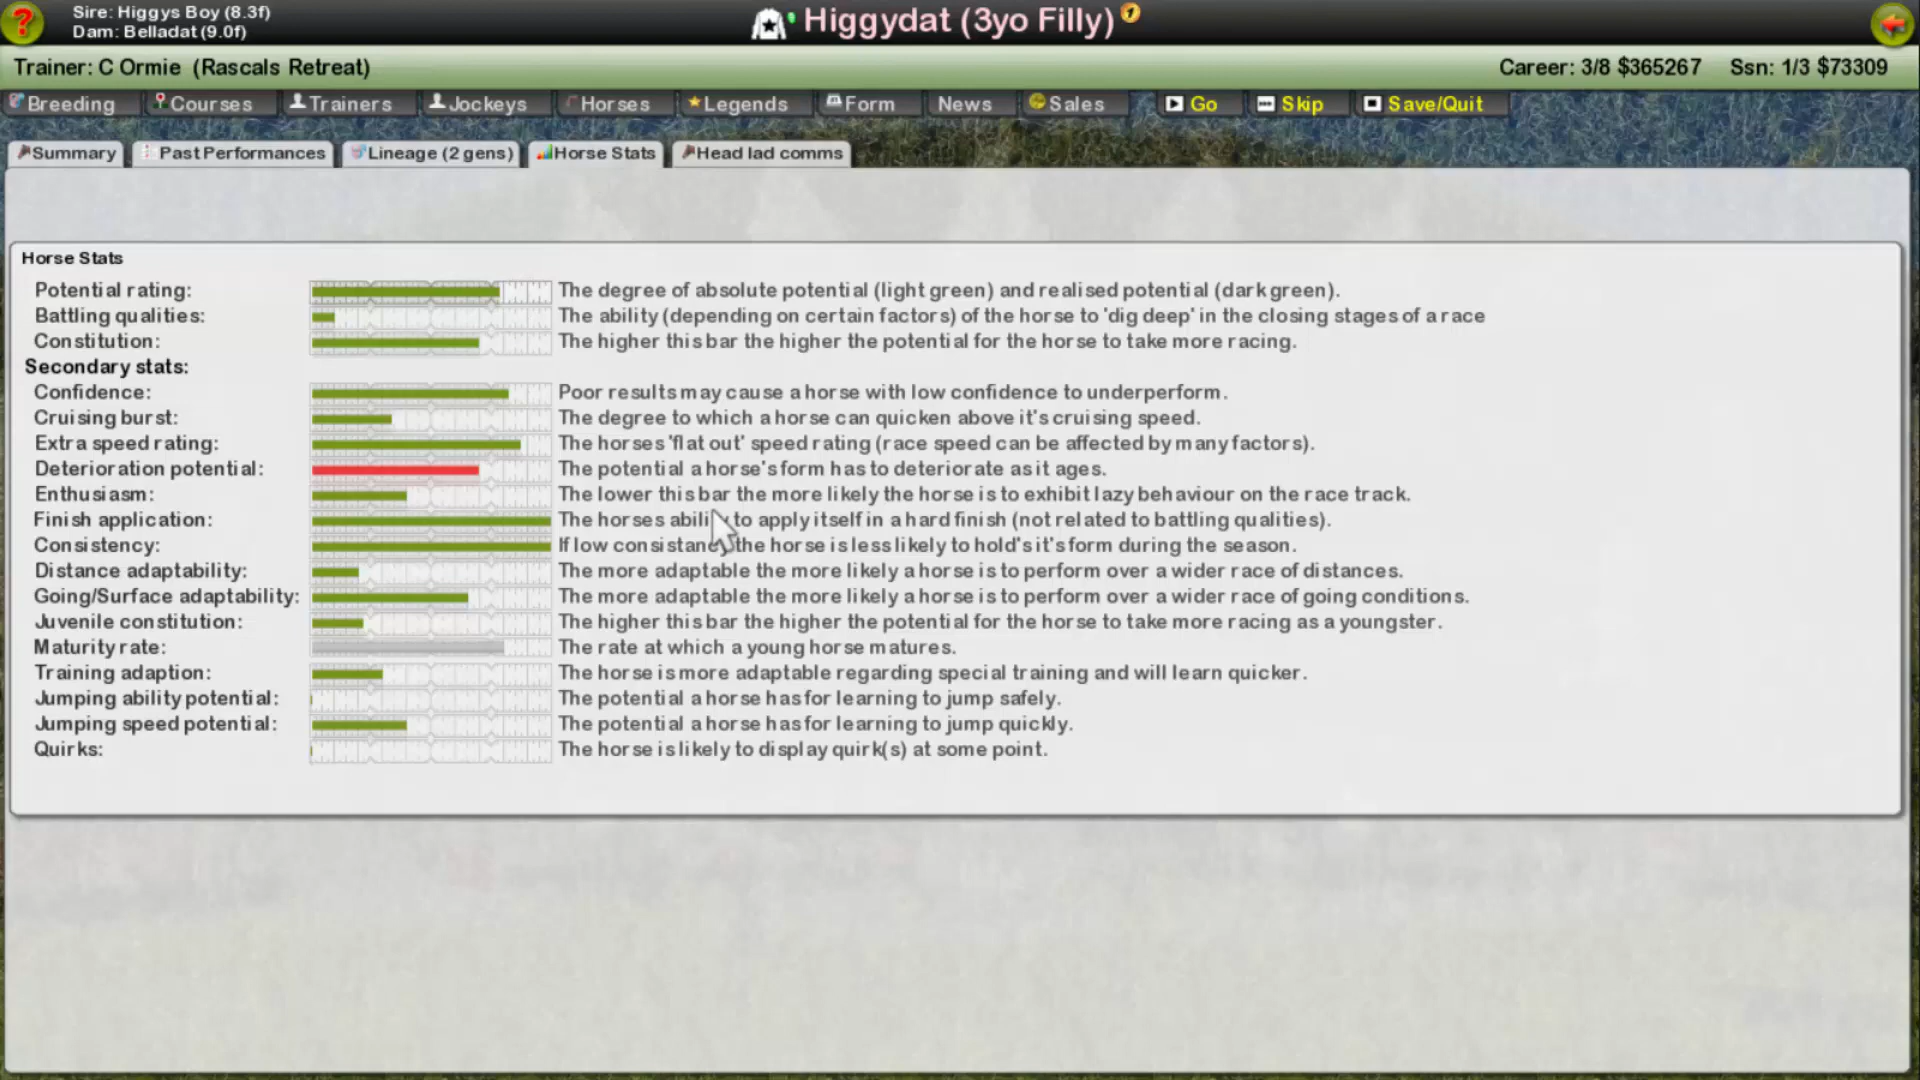 Sire: Higgys Boy (8.3f)
Dam: Belladat (9.0f)
Higgydat (3yo Filly)
Trainer: C Ormie (Rascals Retreat)
Career: 3/8 $365267 Ssn: 1/3 $73309
Breeding Courses Trainers Jockeys Horses Legends Form News Sales Go Skip Save/Quit
Summary Past Performances Lineage (2 gens) Horse Stats Head lad comms
Horse Stats
Potential rating: The degree of absolute potential (light green) and realised potential (dark green).
Battling qualities: The ability (depending on certain factors) of the horse to 'dig deep' in the closing stages of a race
Constitution: The higher this bar the higher the potential for the horse to take more racing.
Secondary stats:
Confidence: Poor results may cause a horse with low confidence to underperform.
Cruising burst: The degree to which a horse can quicken above it's cruising speed.
Extra speed rating: The horses 'flat out' speed rating (race speed can be affected by many factors).
Deterioration potential: The potential a horse's form has to deteriorate as it ages.
Enthusiasm: The lower this bar the more likely the horse is to exhibit lazy behaviour on the race track.
Finish application: The horses ability to apply itself in a hard finish (not related to battling qualities).
Consistency: If low consistancy the horse is less likely to hold's it's form during the season.
Distance adaptability: The more adaptable the more likely a horse is to perform over a wider race of distances.
Going/Surface adaptability: The more adaptable the more likely a horse is to perform over a wider race of going conditions.
Juvenile constitution: The higher this bar the higher the potential for the horse to take more racing as a youngster.
Maturity rate: The rate at which a young horse matures.
Training adaption: The horse is more adaptable regarding special training and will learn quicker.
Jumping ability potential: The potential a horse has for learning to jump safely.
Jumping speed potential: The potential a horse has for learning to jump quickly.
Quirks: The horse is likely to display quirk(s) at some point.